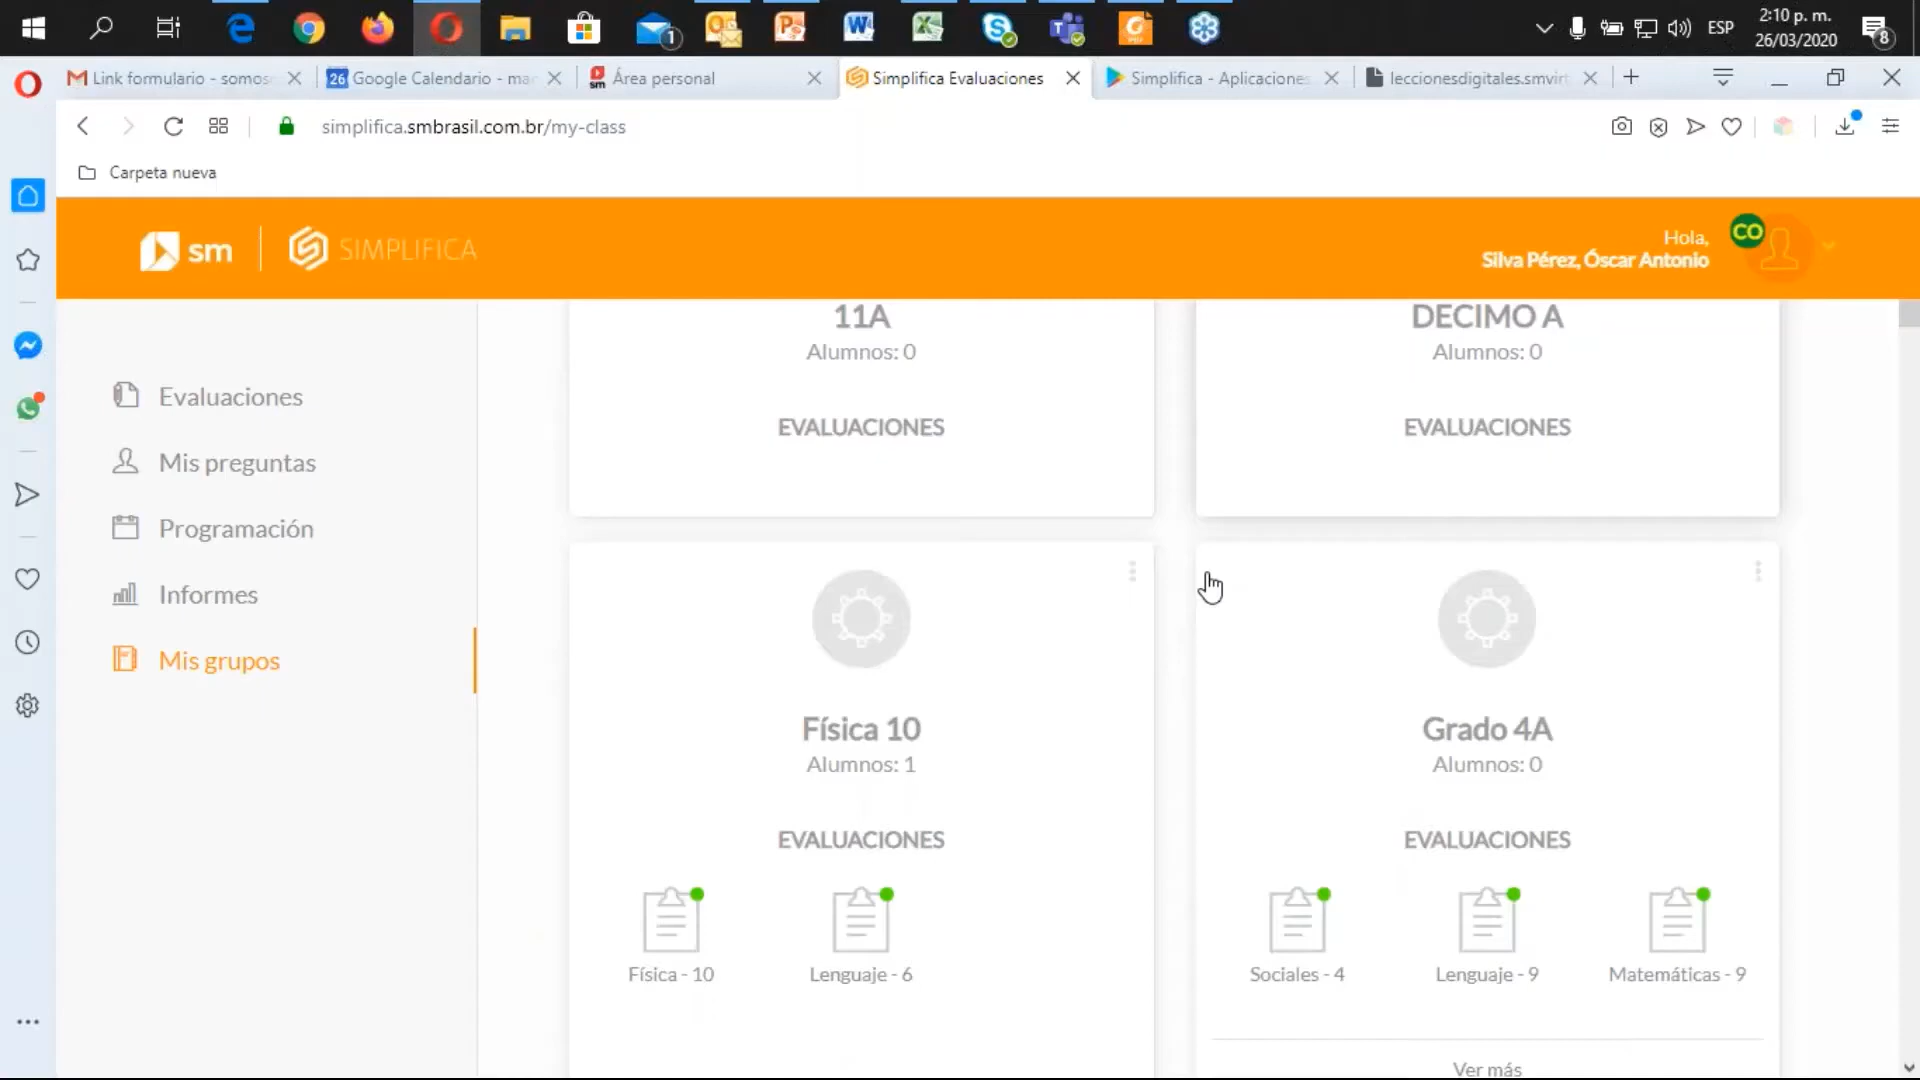 1
ESP
2:10 p. m.
26/03/2020
8
Link formulario - somos
26
Google Calendario - mar
sm
Área personal
Simplifica Evaluaciones
Simplifica - Aplicaciones
leccionesdigitales.smvirt
simplifica.smbrasil.com.br/my-class
Carpeta nueva
sm
SIMPLIFICA
Hola,
Silva Pérez, Óscar Antonio
CO
Evaluaciones
Mis preguntas
Programación
Informes
Mis grupos
11A
Alumnos: 0
EVALUACIONES
DECIMO A
Alumnos: 0
EVALUACIONES
Física 10
Alumnos: 1
EVALUACIONES
Física - 10
Lenguaje - 6
Grado 4A
Alumnos: 0
EVALUACIONES
Sociales - 4
Lenguaje - 9
Matemáticas - 9
Ver más